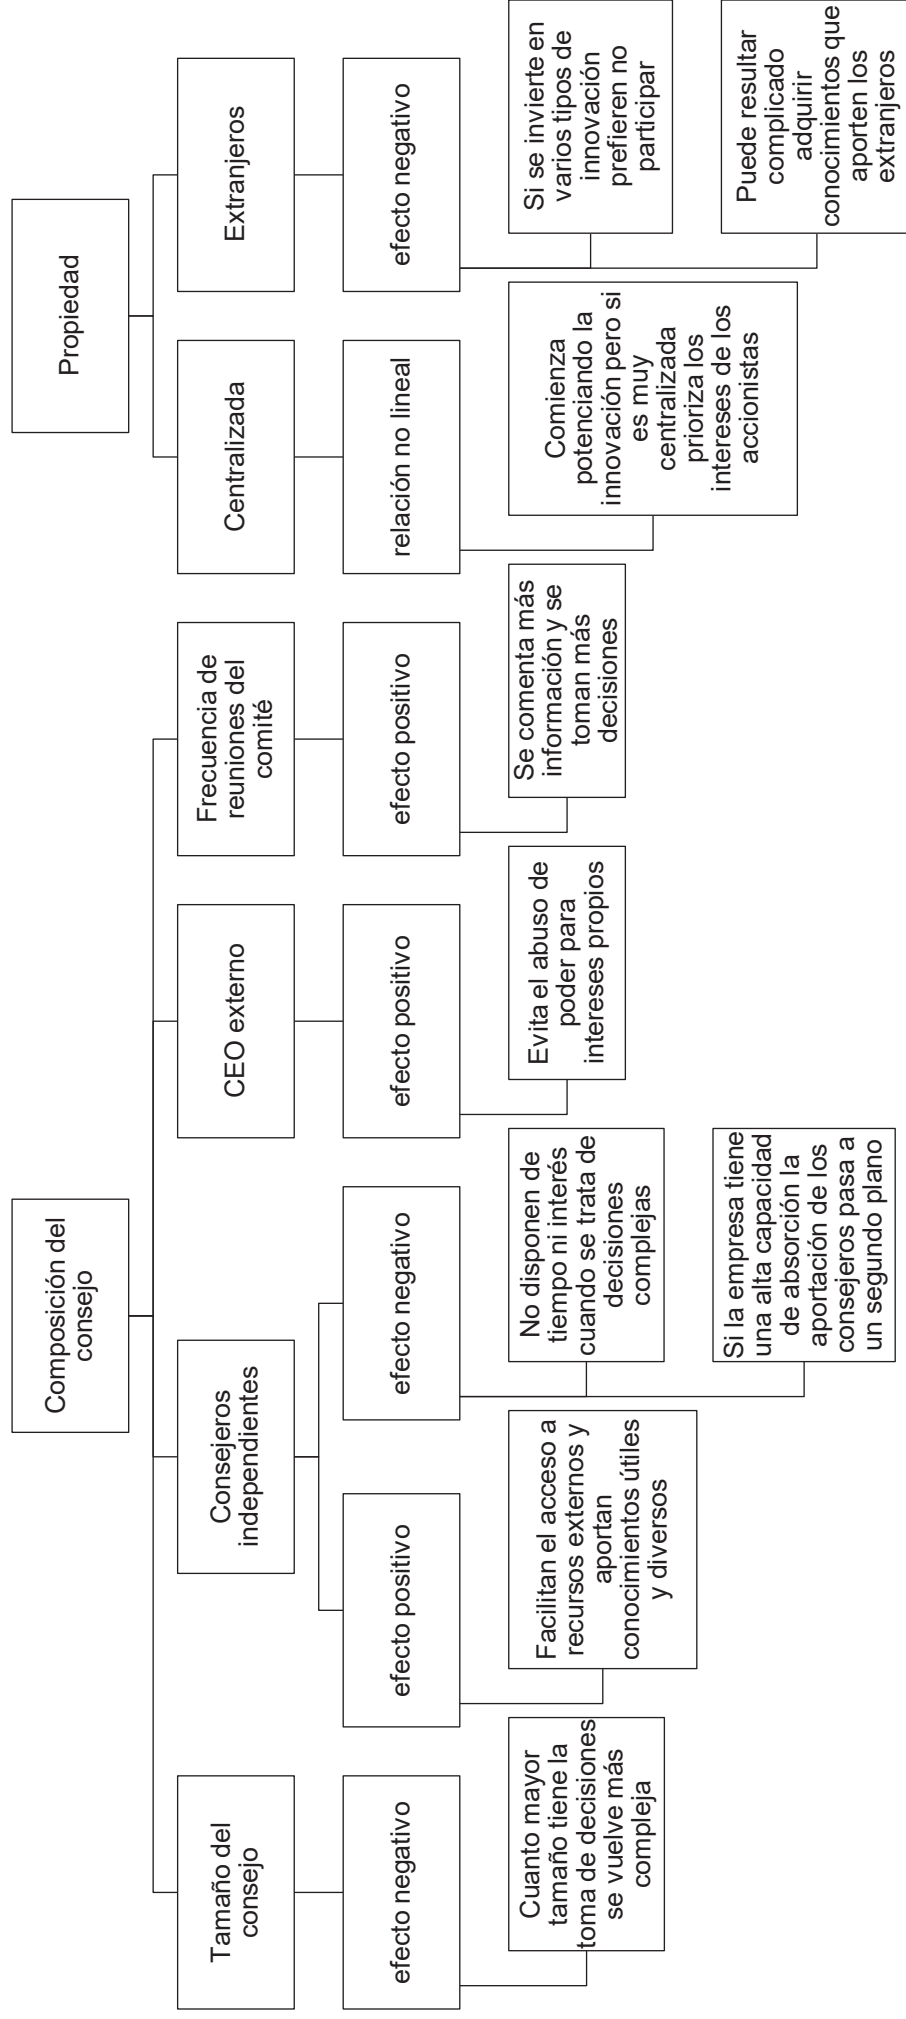 Composición del
consejo
Propiedad
Tamaño del
consejo
Consejeros
independientes
CEO externo
Frecuencia de
reuniones del
comité
Centralizada
Extranjeros
efecto negativo
efecto positivo
efecto negativo
efecto positivo
efecto positivo
relación no lineal
efecto negativo
Cuanto mayor
tamaño tiene la
toma de decisiones
se vuelve más
compleja
Facilitan el acceso a
recursos externos y
aportan
conocimientos útiles
y diversos
No disponen de
tiempo ni interés
cuando se trata de
decisiones
complejas
Evita el abuso de
poder para
intereses propios
Se comenta más
información y se
toman más
decisiones
Comienza
potenciando la
innovación pero si
es muy
centralizada
prioriza los
intereses de los
accionistas
Si se invierte en
varios tipos de
innovación
prefieren no
participar
Si la empresa tiene
una alta capacidad
de absorción la
aportación de los
consejeros pasa a
un segundo plano
Puede resultar
complicado
adquirir
conocimientos que
aporten los
extranjeros